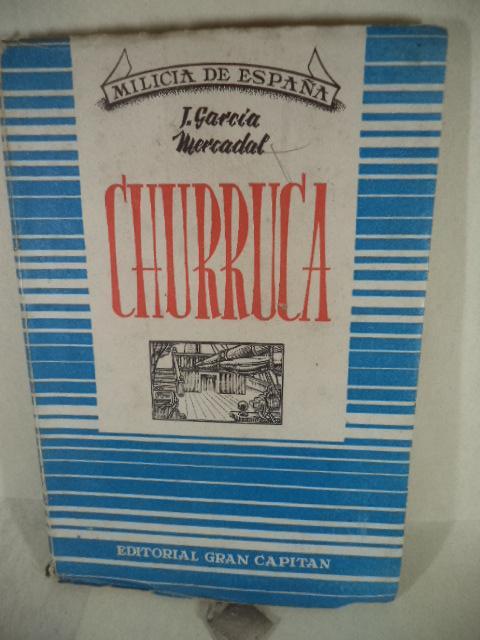 MILICIA DE ESPAÑA
J. García
Mercadal
CHURRUCA
EDITORIAL GRAN CAPITAN